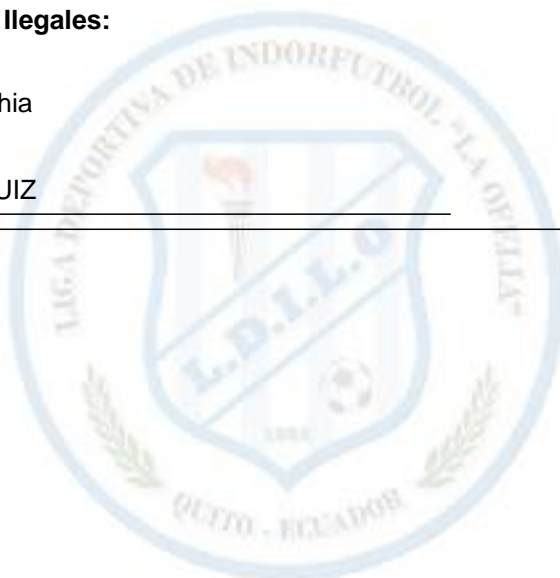 Ilegales:
LIGA DEPORTIVA DE INDORFUTBOL "LA OFELIA"
hia
UIZ
L.D.I.L.O
QUITO - ECUADOR